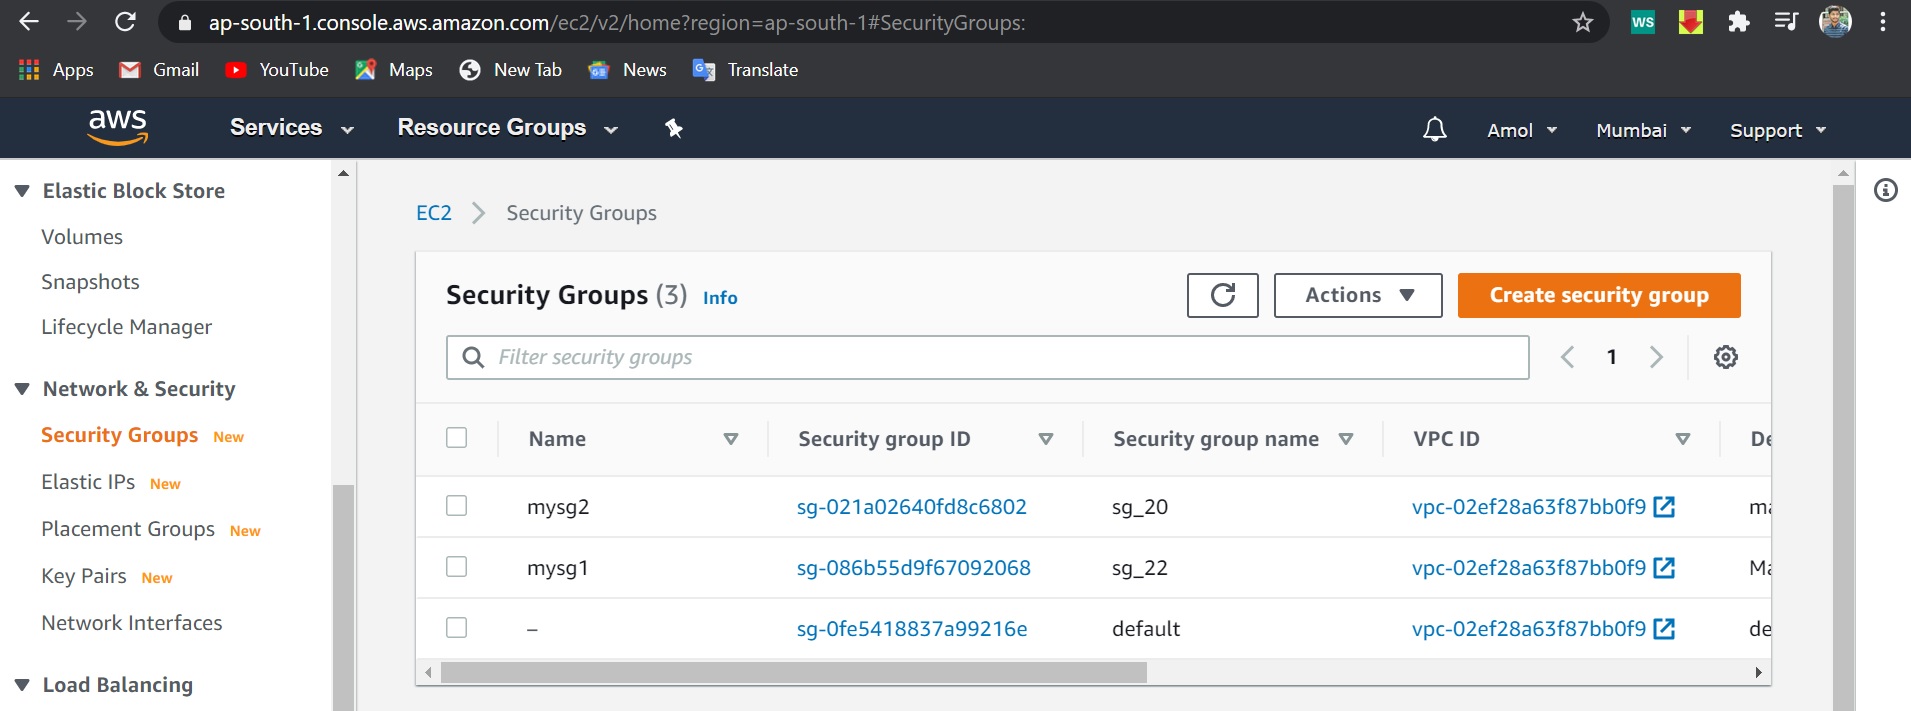 ap-south-1.console.aws.amazon.com/ec2/v2/home?region=ap-south-1#SecurityGroups:
WS
Apps Gmail YouTube Maps New Tab News Translate
aws Services Resource Groups Amol Mumbai Support
Elastic Block Store
Volumes
Snapshots
Lifecycle Manager
Network & Security
Security Groups New
Elastic IPs New
Placement Groups New
Key Pairs New
Network Interfaces
Load Balancing
EC2 > Security Groups
Security Groups (3) Info
Actions
Create security group
Filter security groups
1
Name Security group ID Security group name VPC ID De
mysg2 sg-021a02640fd8c6802 sg_20 vpc-02ef28a63f87bb0f9 ma
mysg1 sg-086b55d9f67092068 sg_22 vpc-02ef28a63f87bb0f9 Ma
– sg-0fe5418837a99216e default vpc-02ef28a63f87bb0f9 de